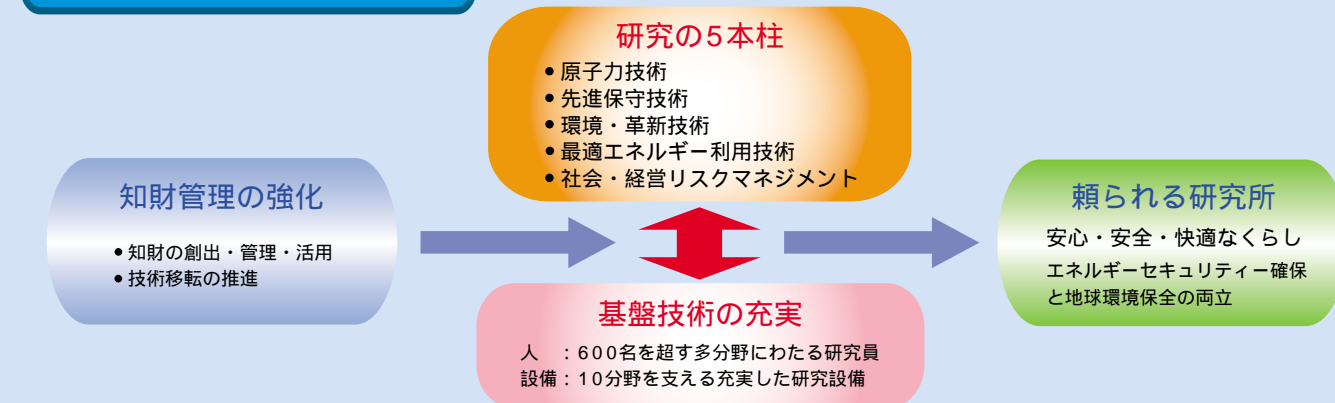 研究の5本柱
●原子力技術
●先進保守技術
●環境・革新技術
●最適エネルギー利用技術
●社会・経営リスクマネジメント
知財管理の強化
●知財の創出・管理・活用
●技術移転の推進
頼られる研究所
安心・安全・快適なくらし
エネルギーセキュリティー確保
と地球環境保全の両立
基盤技術の充実
人　：600名を超す多分野にわたる研究員
設備：10分野を支える充実した研究設備